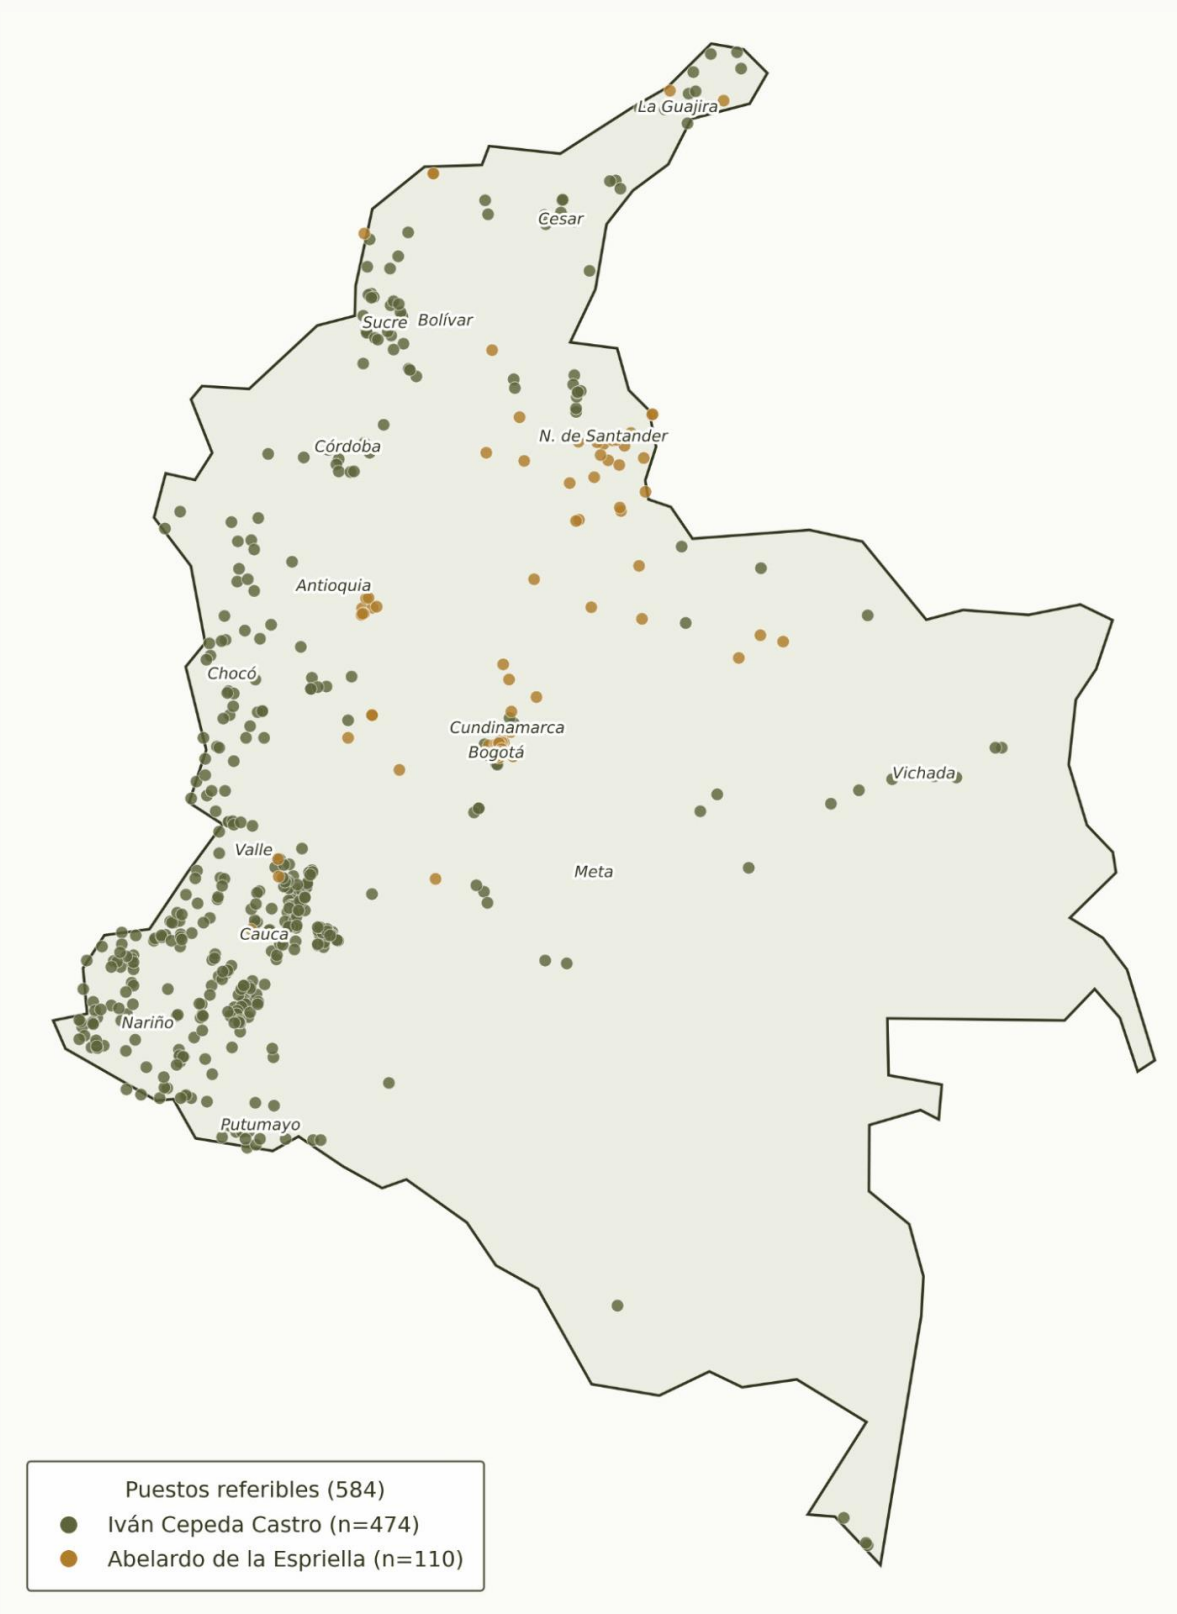 La Guajira
Cesar
Sucre
Bolívar
N. de Santander
Córdoba
Antioquia
Chocó
Cundinamarca
Bogotá
Vichada
Valle
Meta
Cauca
Nariño
Putumayo
Puestos referibles (584)
Iván Cepeda Castro (n=474)
Abelardo de la Espriella (n=110)